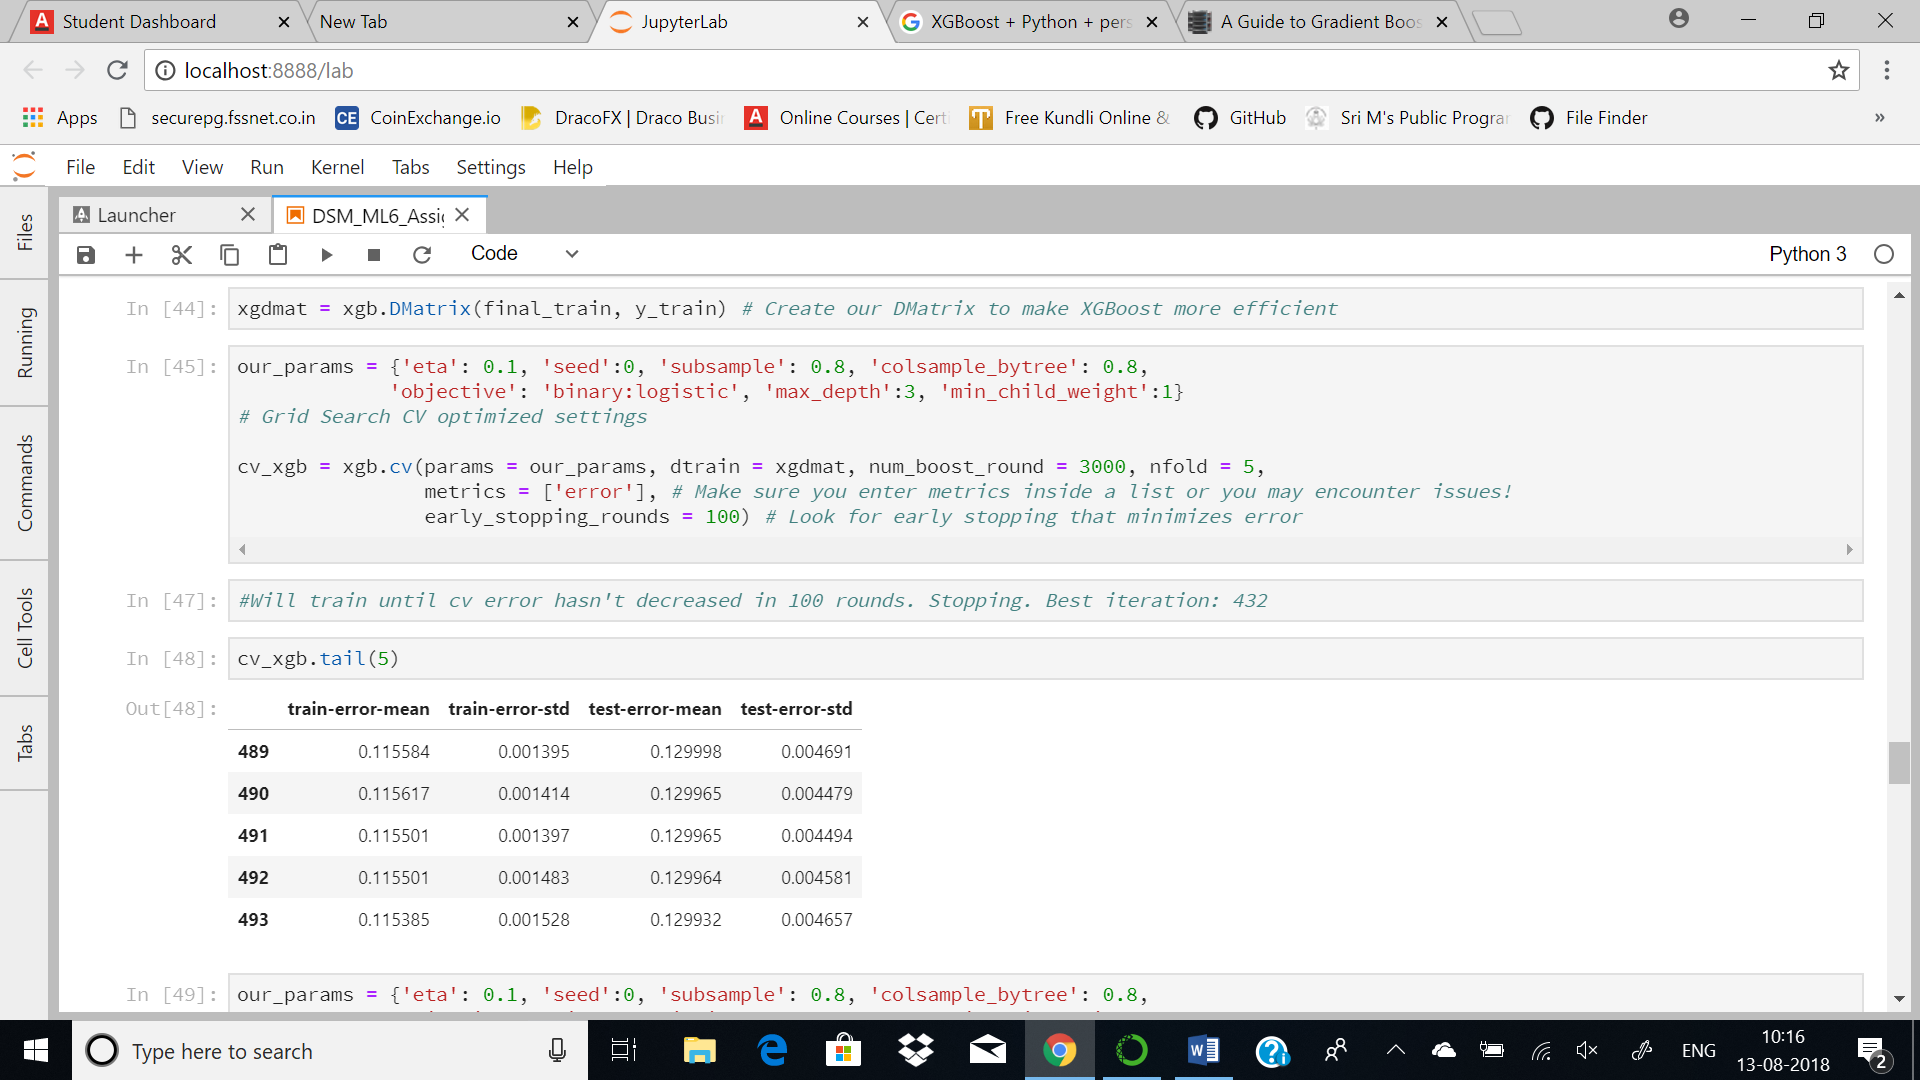 Student Dashboard
New Tab
JupyterLab
XGBoost + Python + pers
A Guide to Gradient Boos
localhost:8888/lab
Apps
securepg.fssnet.co.in
CE CoinExchange.io
DracoFX | Draco Busi
Online Courses | Certi
Free Kundli Online &
GitHub
Sri M's Public Progra
File Finder
»
File Edit View Run Kernel Tabs Settings Help
Files
Running
Commands
Cell Tools
Tabs
Launcher
DSM_ML6_Assi
Code
Python 3
In [44]: xgdmat = xgb.DMatrix(final_train, y_train) # Create our DMatrix to make XGBoost more efficient
In [45]: our_params = {'eta': 0.1, 'seed':0, 'subsample': 0.8, 'colsample_bytree': 0.8,
'objective': 'binary:logistic', 'max_depth':3, 'min_child_weight':1}
# Grid Search CV optimized settings
cv_xgb = xgb.cv(params = our_params, dtrain = xgdmat, num_boost_round = 3000, nfold = 5,
metrics = ['error'], # Make sure you enter metrics inside a list or you may encounter issues!
early_stopping_rounds = 100) # Look for early stopping that minimizes error
In [47]: #Will train until cv error hasn't decreased in 100 rounds. Stopping. Best iteration: 432
In [48]: cv_xgb.tail(5)
Out[48]: train-error-mean train-error-std test-error-mean test-error-std
489 0.115584 0.001395 0.129998 0.004691
490 0.115617 0.001414 0.129965 0.004479
491 0.115501 0.001397 0.129965 0.004494
492 0.115501 0.001483 0.129964 0.004581
493 0.115385 0.001528 0.129932 0.004657
In [49]: our_params = {'eta': 0.1, 'seed':0, 'subsample': 0.8, 'colsample_bytree': 0.8,
Type here to search
ENG
10:16
13-08-2018
2